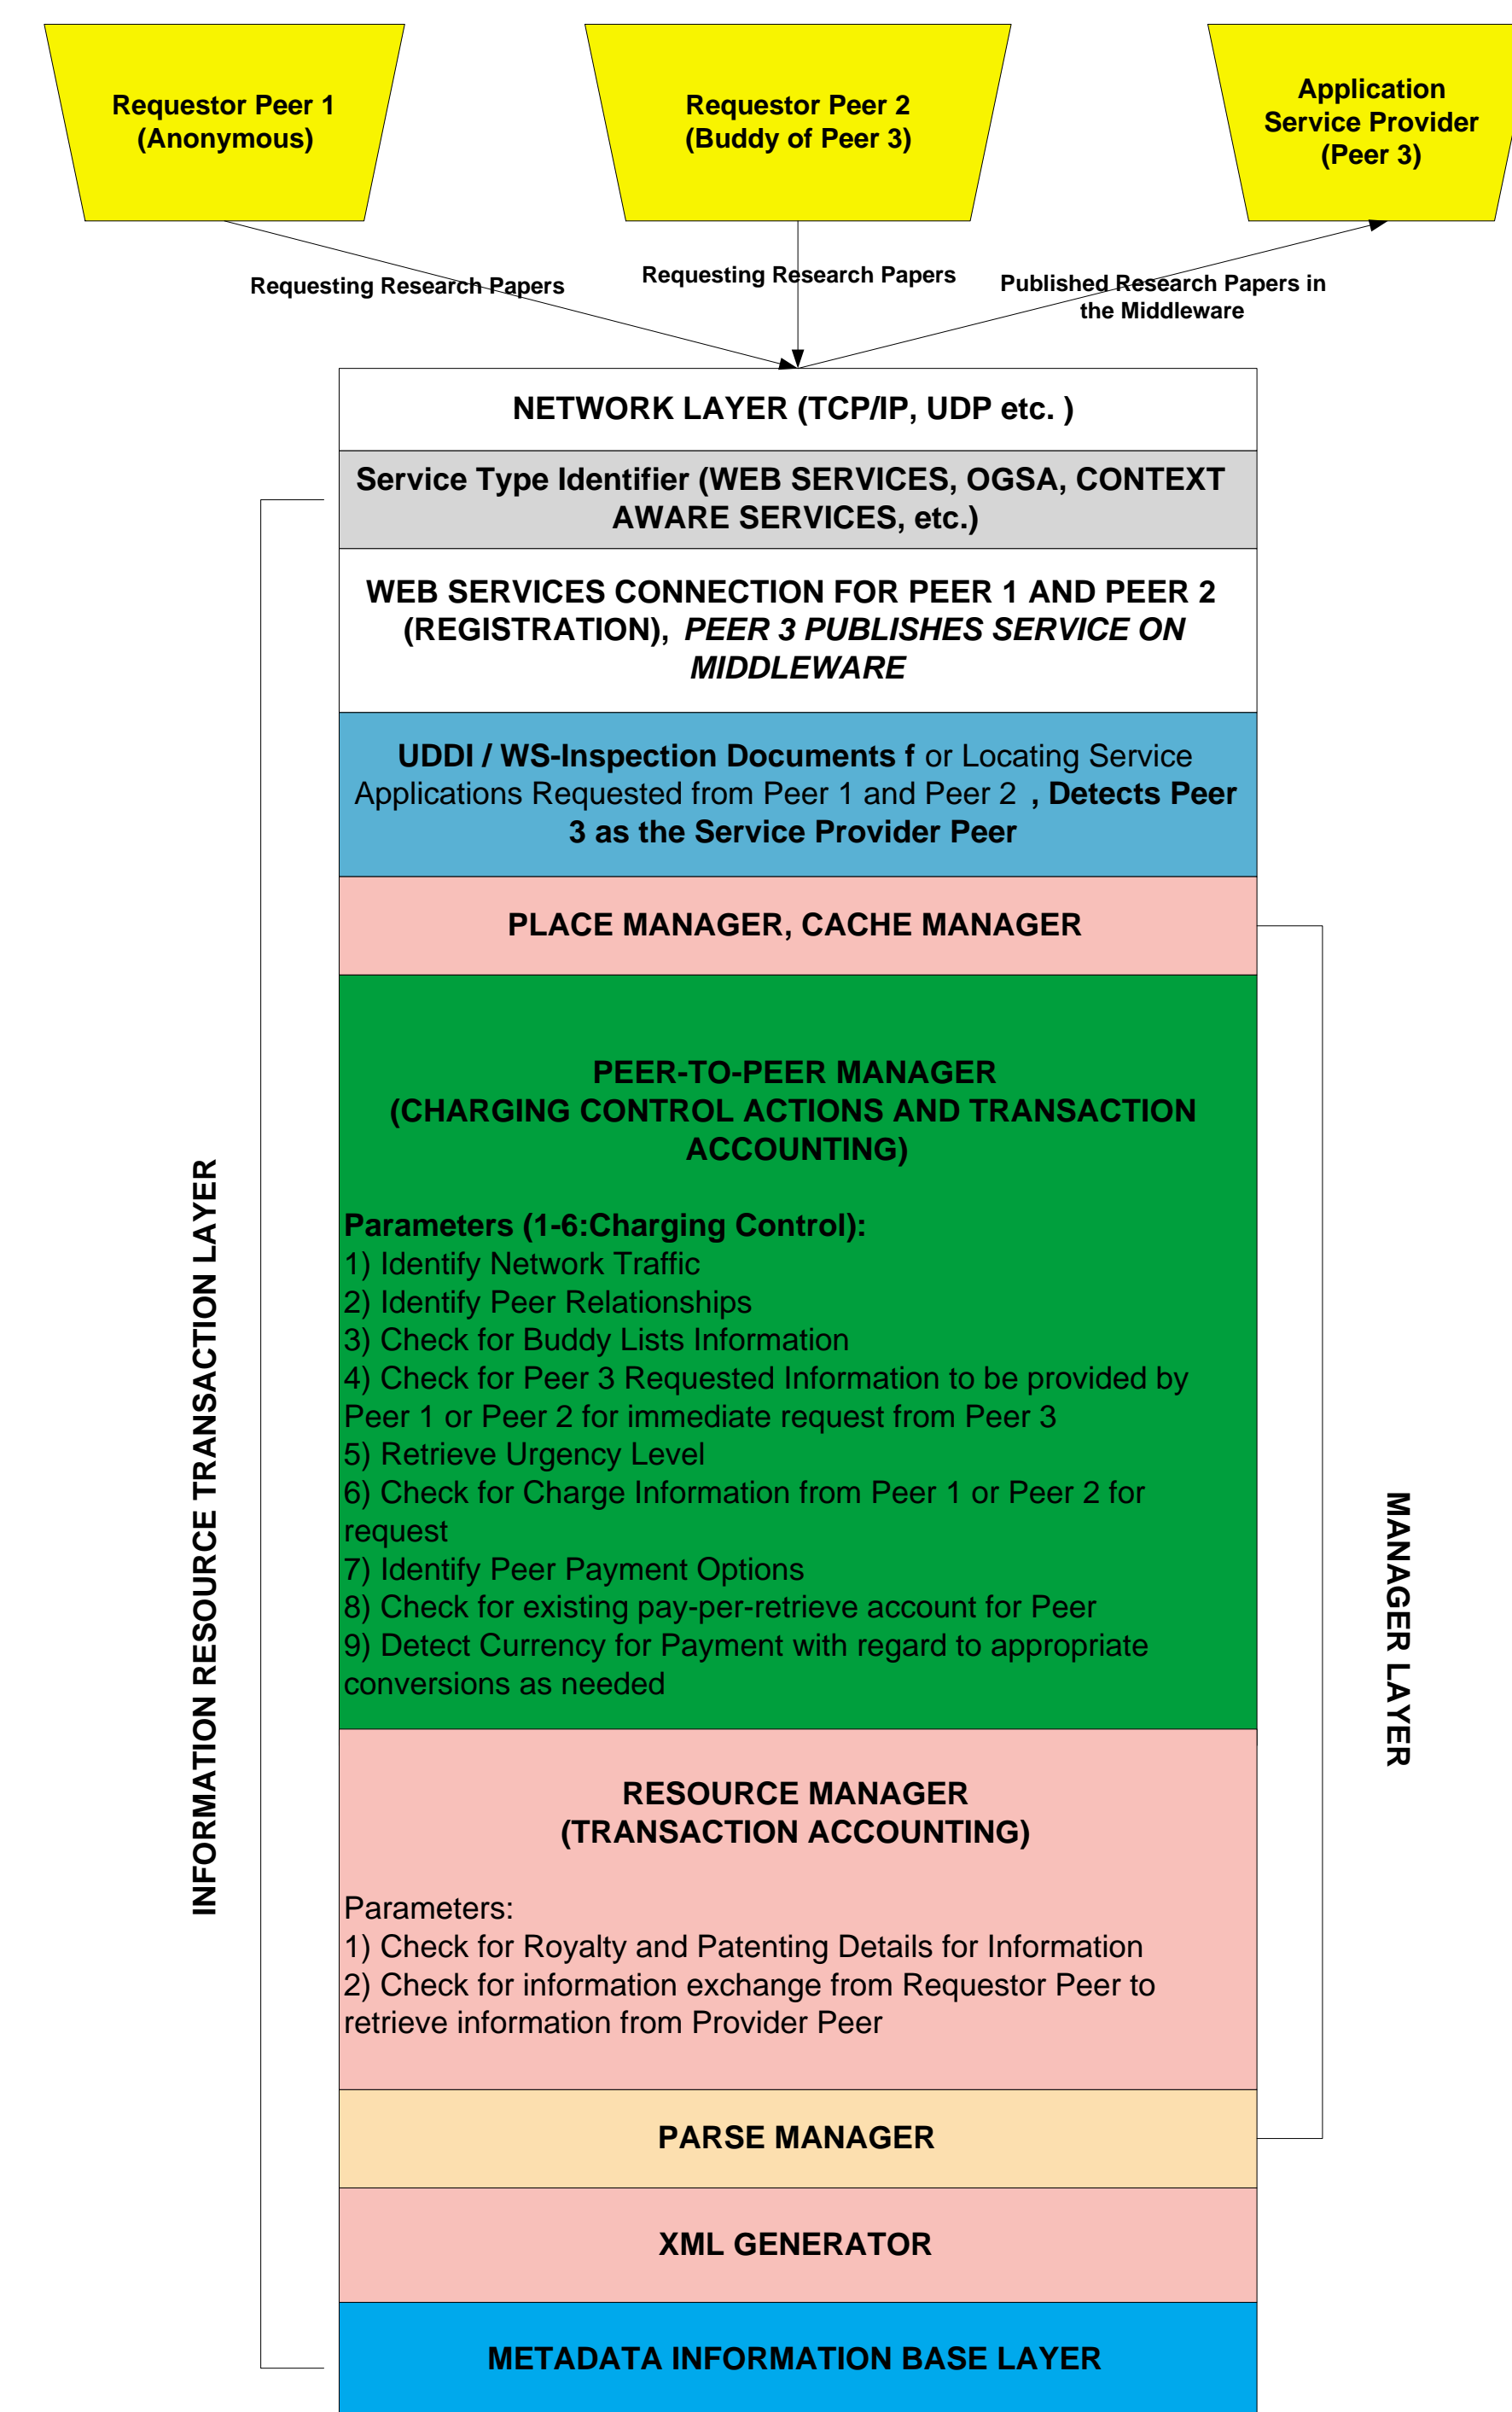 Requestor Peer 1
(Anonymous)
Requestor Peer 2
(Buddy of Peer 3)
Application
Service Provider
(Peer 3)
Requesting Research Papers
Requesting Research Papers
Published Research Papers in
the Middleware
NETWORK LAYER (TCP/IP, UDP etc. )
Service Type Identifier (WEB SERVICES, OGSA, CONTEXT
AWARE SERVICES, etc.)
WEB SERVICES CONNECTION FOR PEER 1 AND PEER 2
(REGISTRATION), PEER 3 PUBLISHES SERVICE ON
MIDDLEWARE
UDDI / WS-Inspection Documents f or Locating Service
Applications Requested from Peer 1 and Peer 2 , Detects Peer
3 as the Service Provider Peer
PLACE MANAGER, CACHE MANAGER
PEER-TO-PEER MANAGER
(CHARGING CONTROL ACTIONS AND TRANSACTION
ACCOUNTING)
Parameters (1-6:Charging Control):
1) Identify Network Traffic
2) Identify Peer Relationships
3) Check for Buddy Lists Information
4) Check for Peer 3 Requested Information to be provided by
Peer 1 or Peer 2 for immediate request from Peer 3
5) Retrieve Urgency Level
6) Check for Charge Information from Peer 1 or Peer 2 for
request
7) Identify Peer Payment Options
8) Check for existing pay-per-retrieve account for Peer
9) Detect Currency for Payment with regard to appropriate
conversions as needed
RESOURCE MANAGER
(TRANSACTION ACCOUNTING)
Parameters:
1) Check for Royalty and Patenting Details for Information
2) Check for information exchange from Requestor Peer to
retrieve information from Provider Peer
PARSE MANAGER
XML GENERATOR
METADATA INFORMATION BASE LAYER
INFORMATION RESOURCE TRANSACTION LAYER
MANAGER LAYER